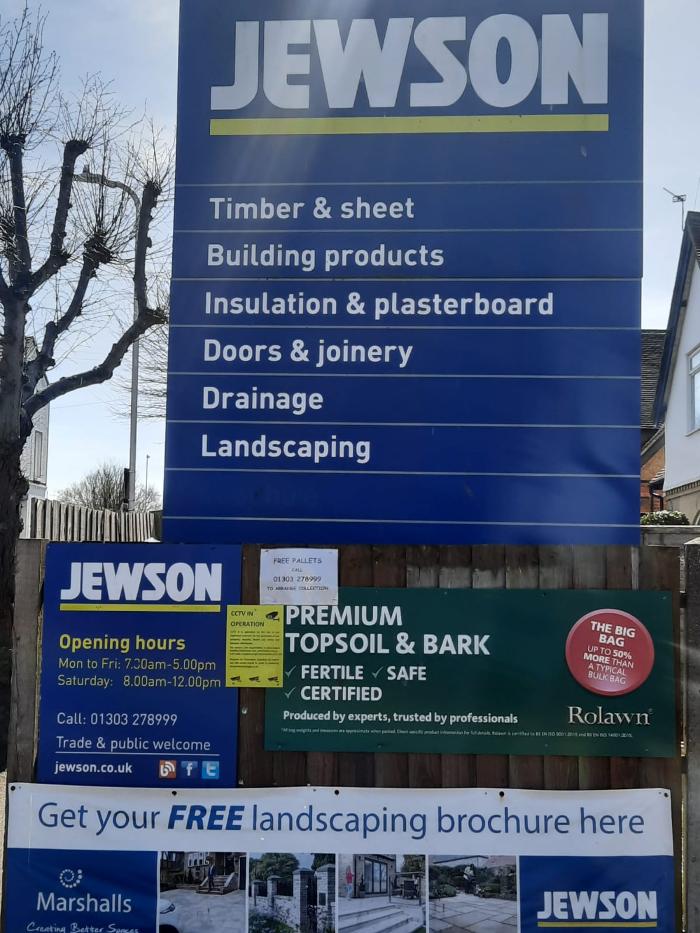 JEWSON
Timber & sheet
Building products
Insulation & plasterboard
Doors & joinery
Drainage
Landscaping
JEWSON
Opening hours
Mon to Fri: 7.30am-5.00pm
Saturday: 8.00am-12.00pm
Call: 01303 278999
Trade & public welcome
jewson.co.uk
FREE PALLETS
CALL
01303 278999
TO ARRANGE COLLECTION
CCTV IN
OPERATION
PREMIUM
TOPSOIL & BARK
✓ FERTILE ✓ SAFE
✓ CERTIFIED
Produced by experts, trusted by professionals
THE BIG
BAG
UP TO 50%
MORE THAN
A TYPICAL
BULK BAG
Rolawn
Get your FREE landscaping brochure here
Marshalls
Creating Better Spaces
JEWSON